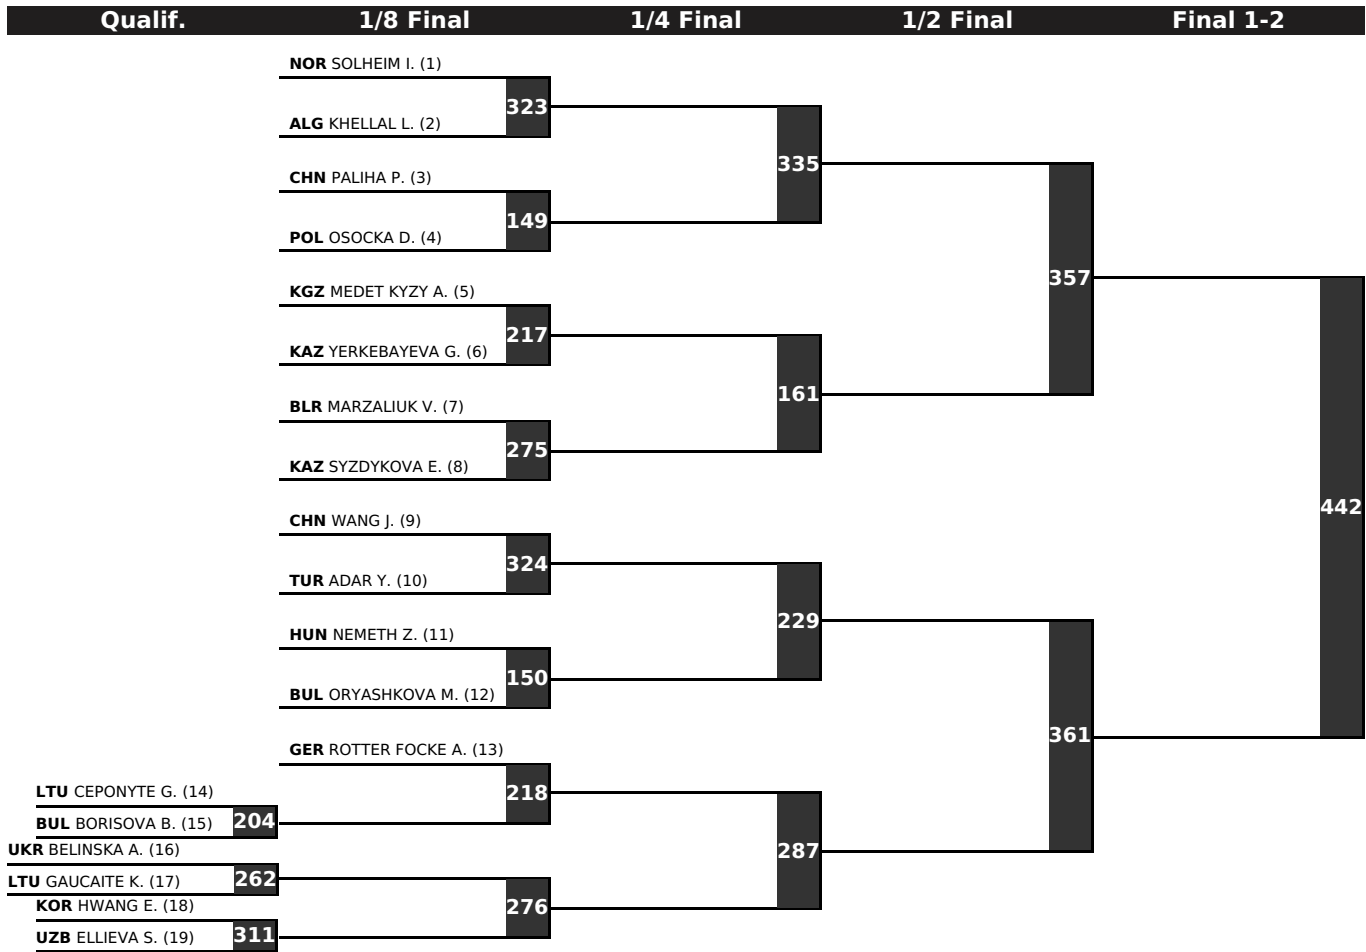 Qualif. 1/8 Final 1/4 Final 1/2 Final Final 1-2
NOR SOLHEIM I. (1)
323
ALG KHELLAL L. (2)
335
CHN PALIHA P. (3)
149
POL OSOCKA D. (4)
357
KGZ MEDET KYZY A. (5)
217
KAZ YERKEBAYEVA G. (6)
161
BLR MARZALIUK V. (7)
275
KAZ SYZDYKOVA E. (8)
442
CHN WANG J. (9)
324
TUR ADAR Y. (10)
229
HUN NEMETH Z. (11)
150
BUL ORYASHKOVA M. (12)
361
GER ROTTER FOCKE A. (13)
218
LTU CEPONYTE G. (14)
204
BUL BORISOVA B. (15)
287
UKR BELINSKA A. (16)
262
LTU GAUCAITE K. (17)
276
KOR HWANG E. (18)
311
UZB ELLIEVA S. (19)